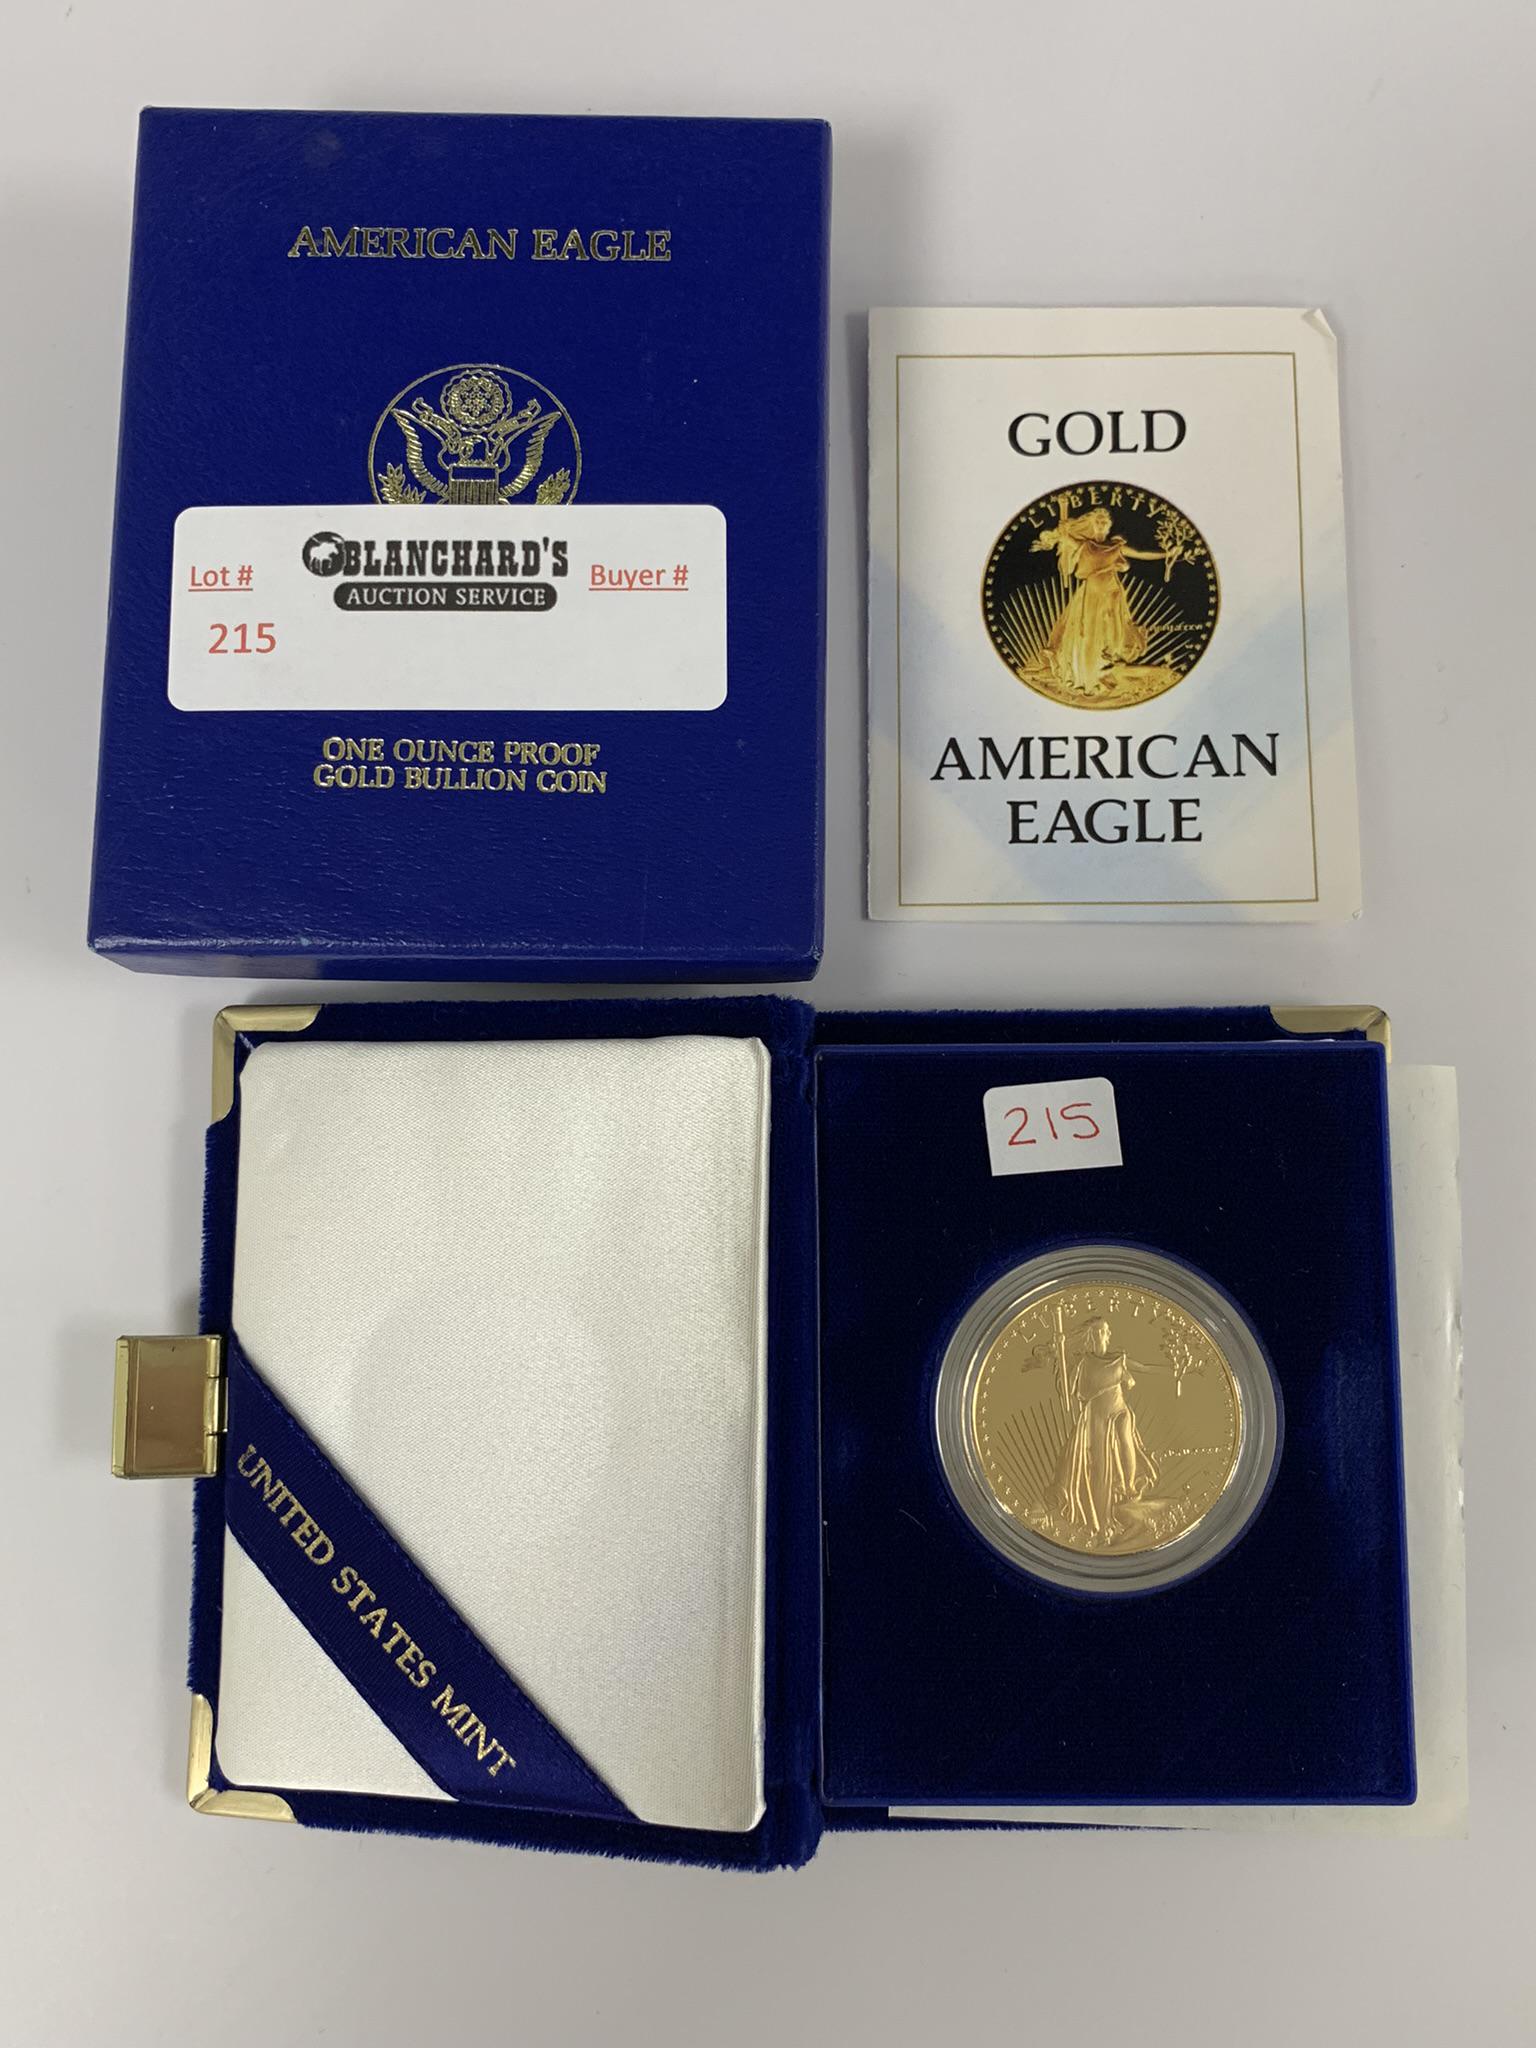 AMERICAN EAGLE
Lot #
215
BLANCHARD'S
AUCTION SERVICE
Buyer #
ONE OUNCE PROOF
GOLD BULLION COIN
GOLD
LIBERTY
AMERICAN
EAGLE
215
LIBERTY
UNITED STATES MINT